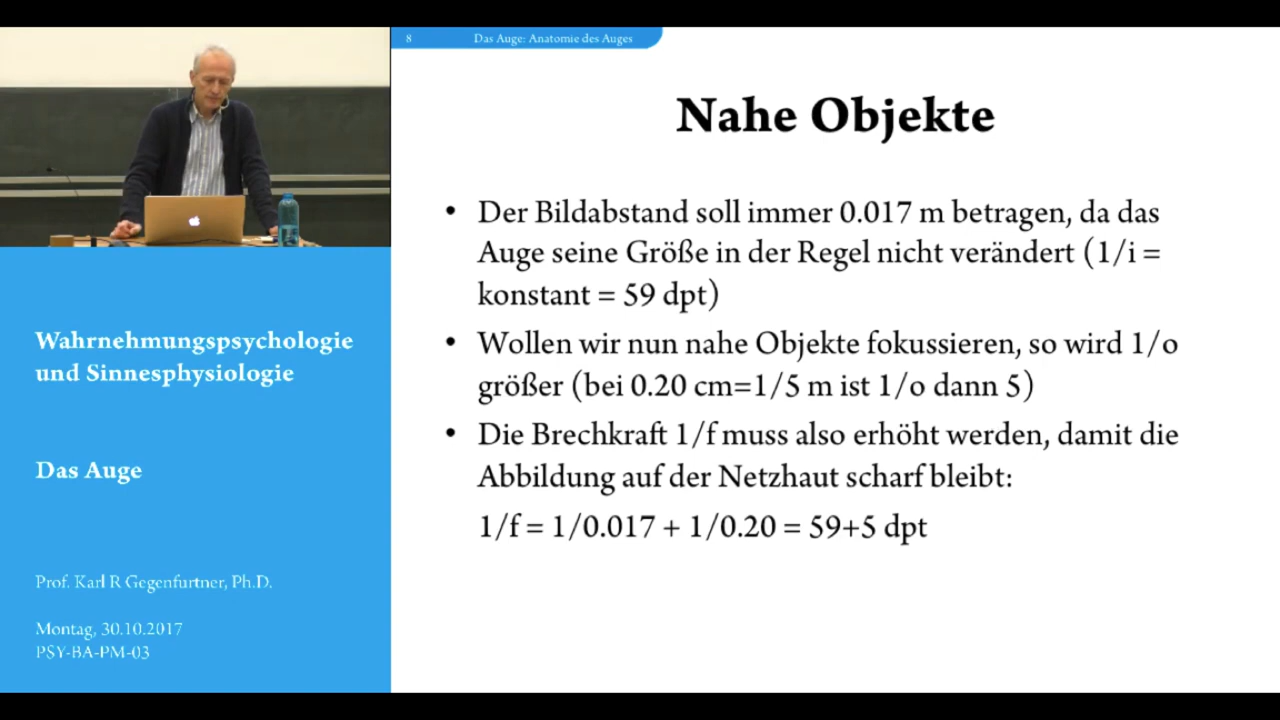 8
Das Auge: Anatomie des Auges
Nahe Objekte
• Der Bildabstand soll immer 0.017 m betragen, da das
Auge seine Größe in der Regel nicht verändert (1/i =
konstant = 59 dpt)
• Wollen wir nun nahe Objekte fokussieren, so wird 1/o
größer (bei 0.20 cm=1/5 m ist 1/o dann 5)
• Die Brechkraft 1/f muss also erhöht werden, damit die
Abbildung auf der Netzhaut scharf bleibt:
1/f = 1/0.017 + 1/0.20 = 59+5 dpt
Wahrnehmungspsychologie
und Sinnesphysiologie
Das Auge
Prof. Karl R Gegenfurtner, Ph.D.
Montag, 30.10.2017
PSY-BA-PM-03